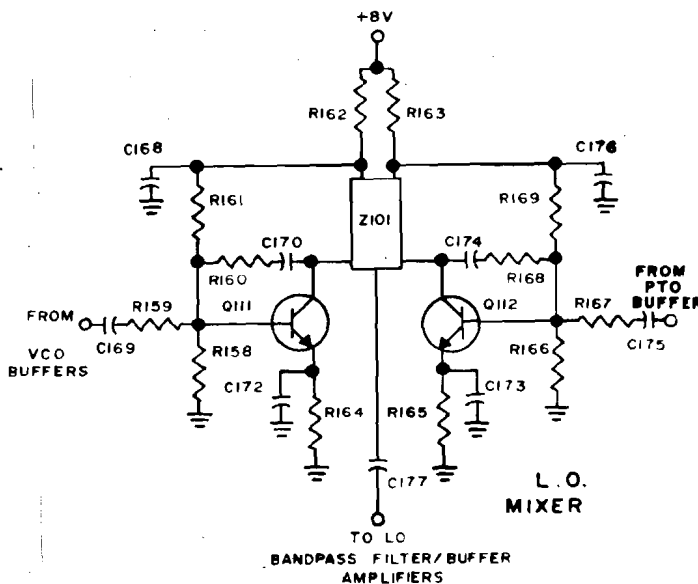 +8V
R162
R163
C168
C176
R161
R169
Z101
C170
C174
R160
R168
FROM
PTO
BUFFER
R159
Q111
Q112
R167
FROM
C169
C175
VCO
BUFFERS
R158
R166
C172
C173
R164
R165
C177
L.O.
MIXER
TO LO
BANDPASS FILTER/BUFFER
AMPLIFIERS